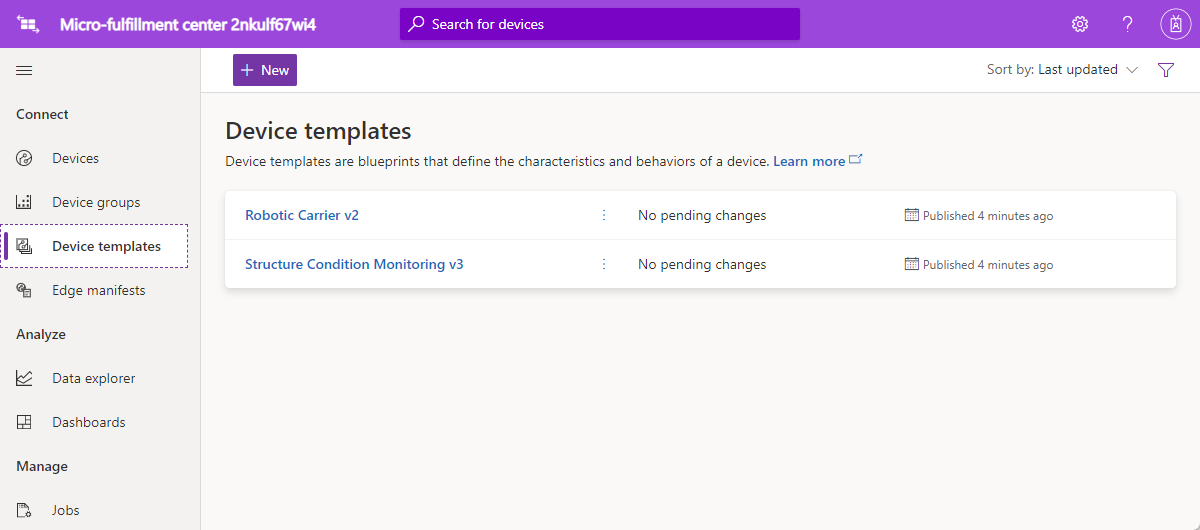 Micro-fulfillment center 2nkulf67wi4
Search for devices
?
+ New
Sort by: Last updated
Connect
Devices
Device groups
Device templates
Edge manifests
Analyze
Data explorer
Dashboards
Manage
Jobs
Device templates
Device templates are blueprints that define the characteristics and behaviors of a device. Learn more
Robotic Carrier v2
No pending changes
Published 4 minutes ago
Structure Condition Monitoring v3
No pending changes
Published 4 minutes ago